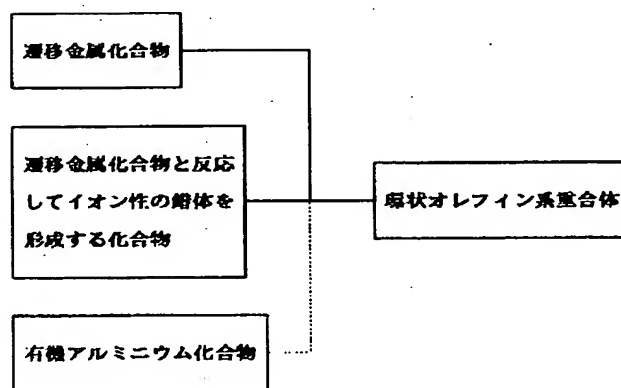 遷移金属化合物
遷移金属化合物と反応
してイオン性の錯体を
形成する化合物
環状オレフィン系重合体
有機アルミニウム化合物